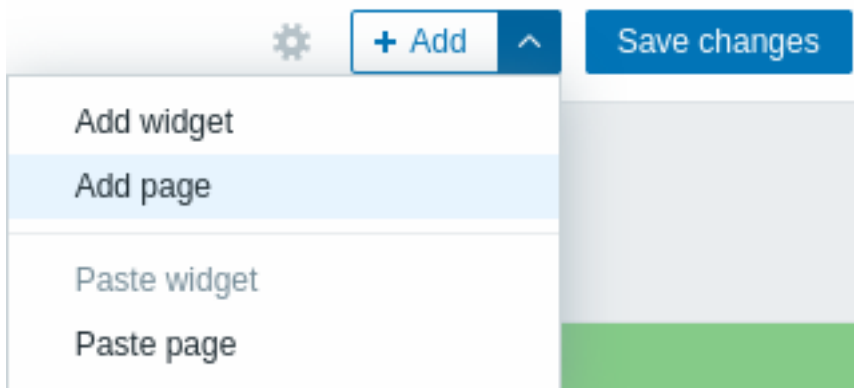 + Add Save changes
Add widget
Add page
Paste widget
Paste page